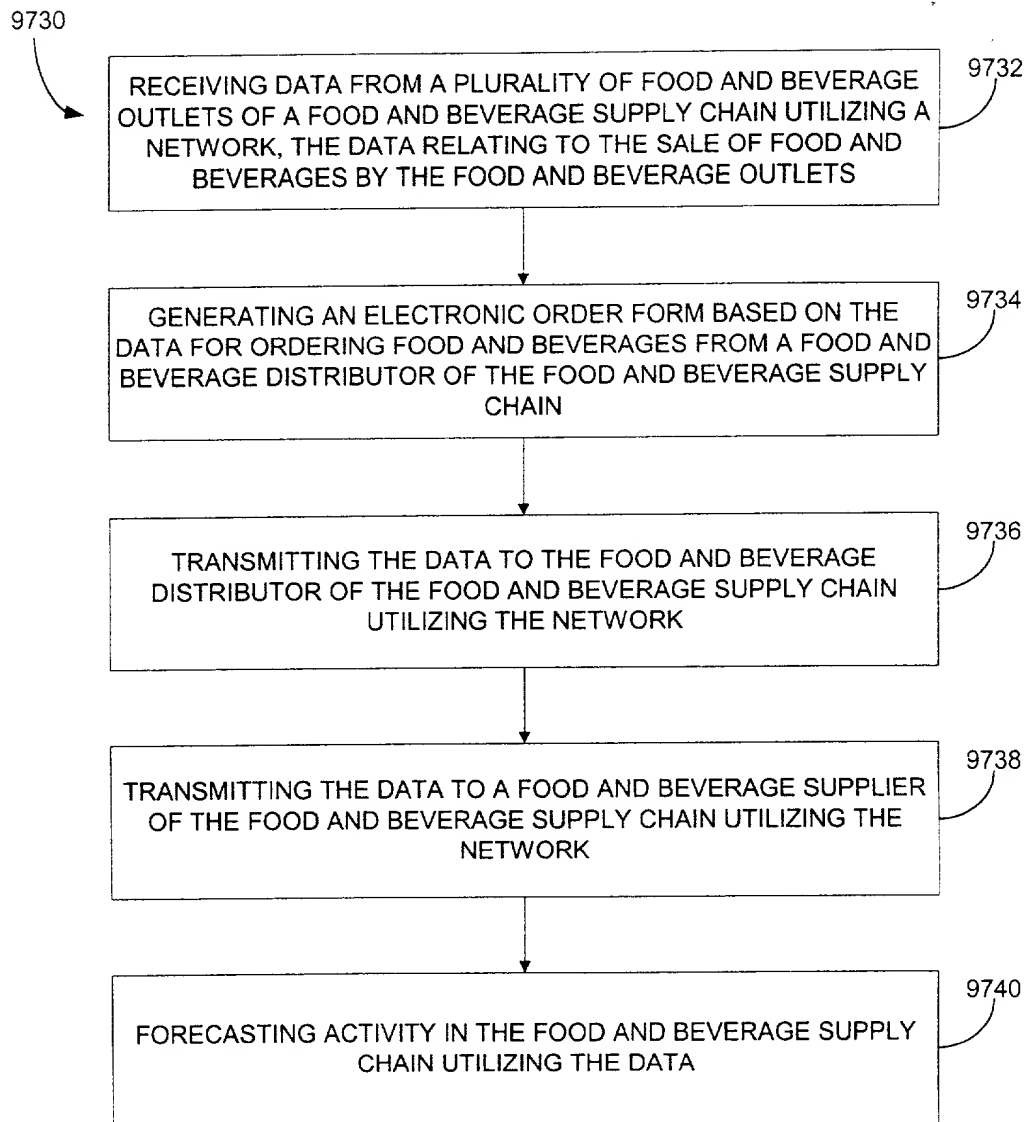 9730
RECEIVING DATA FROM A PLURALITY OF FOOD AND BEVERAGE
OUTLETS OF A FOOD AND BEVERAGE SUPPLY CHAIN UTILIZING A
NETWORK, THE DATA RELATING TO THE SALE OF FOOD AND
BEVERAGES BY THE FOOD AND BEVERAGE OUTLETS
9732
GENERATING AN ELECTRONIC ORDER FORM BASED ON THE
DATA FOR ORDERING FOOD AND BEVERAGES FROM A FOOD AND
BEVERAGE DISTRIBUTOR OF THE FOOD AND BEVERAGE SUPPLY
CHAIN
9734
TRANSMITTING THE DATA TO THE FOOD AND BEVERAGE
DISTRIBUTOR OF THE FOOD AND BEVERAGE SUPPLY CHAIN
UTILIZING THE NETWORK
9736
TRANSMITTING THE DATA TO A FOOD AND BEVERAGE SUPPLIER
OF THE FOOD AND BEVERAGE SUPPLY CHAIN UTILIZING THE
NETWORK
9738
FORECASTING ACTIVITY IN THE FOOD AND BEVERAGE SUPPLY
CHAIN UTILIZING THE DATA
9740